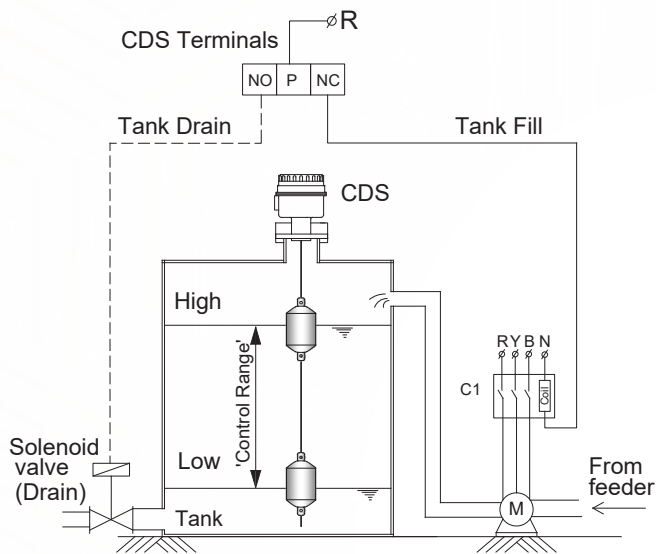 R
CDS Terminals
NO P NC
Tank Drain
Tank Fill
CDS
High
'Control Range'
R Y B N
C1
Coil
Low
Solenoid
valve
(Drain)
Tank
M
From
feeder